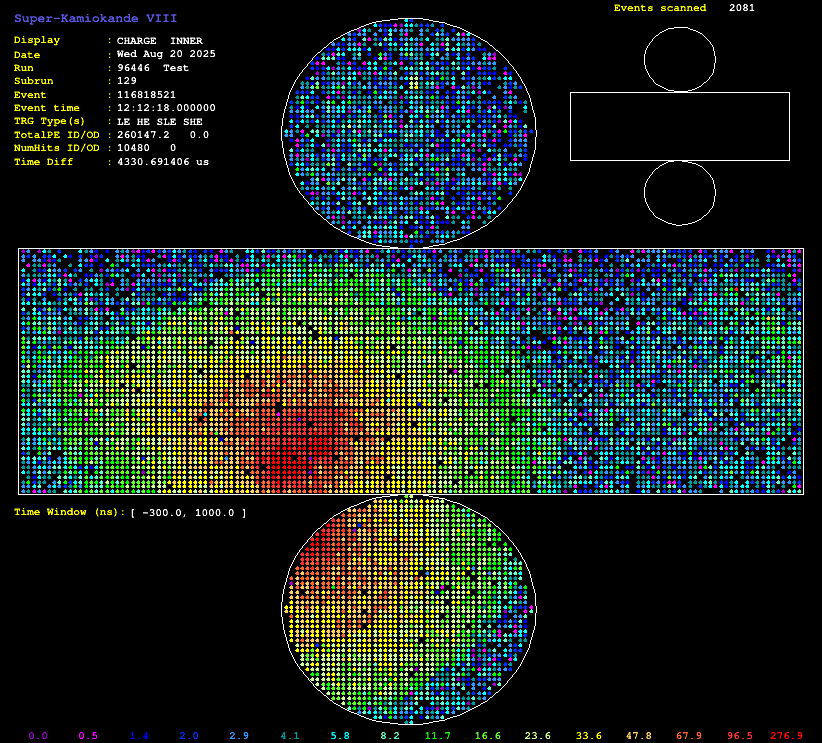 Super-Kamiokande VIII
Events scanned 2081
Display : CHARGE INNER
Date : Wed Aug 20 2025
Run : 96446 Test
Subrun : 129
Event : 116818521
Event time : 12:12:18.000000
TRG Type(s) : LE HE SLE SHE
TotalPE ID/OD : 260147.2 0.0
NumHits ID/OD : 10480 0
Time Diff : 4330.691406 us
Time Window (ns): [ -300.0, 1000.0 ]
0.0 0.5 1.4 2.0 2.9 4.1 5.8 8.2 11.7 16.6 23.6 33.6 47.8 67.9 96.5 276.9